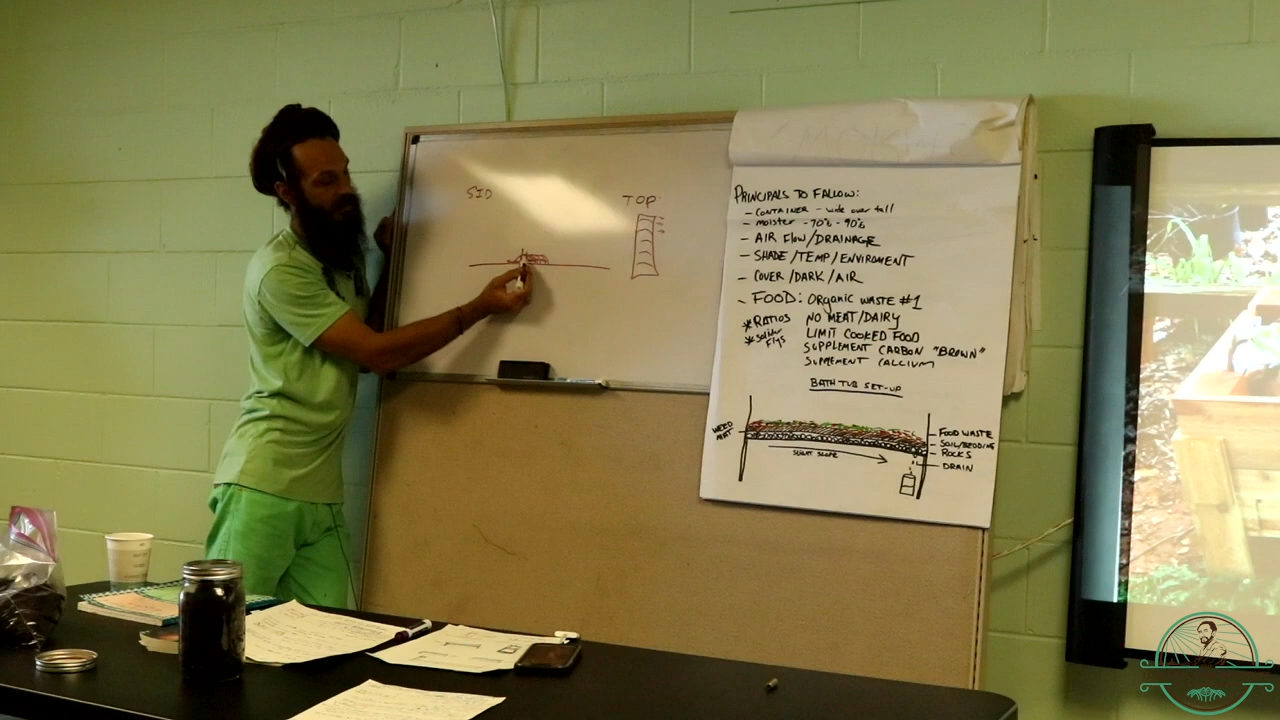 SID
TOP
PRINCIPALS TO FALLOW:
- CONTAINER - wide over tall
- MOISTER - 70% - 90%
- AIR FLOW/DRAINAGE
- SHADE/TEMP/ENVIROMENT
- COVER/DARK/AIR
- FOOD: ORGANIC WASTE #1
*RATIOS NO MEAT/DAIRY
LIMIT COOKED FOOD
SUPPLEMENT CARBON "BROWN"
SUPPLEMENT CALCIUM
BATH TUB SET-UP
WEED MAT
FOOD WASTE
SOIL/BEDDING
ROCKS
DRAIN
SLIGHT SLOPE